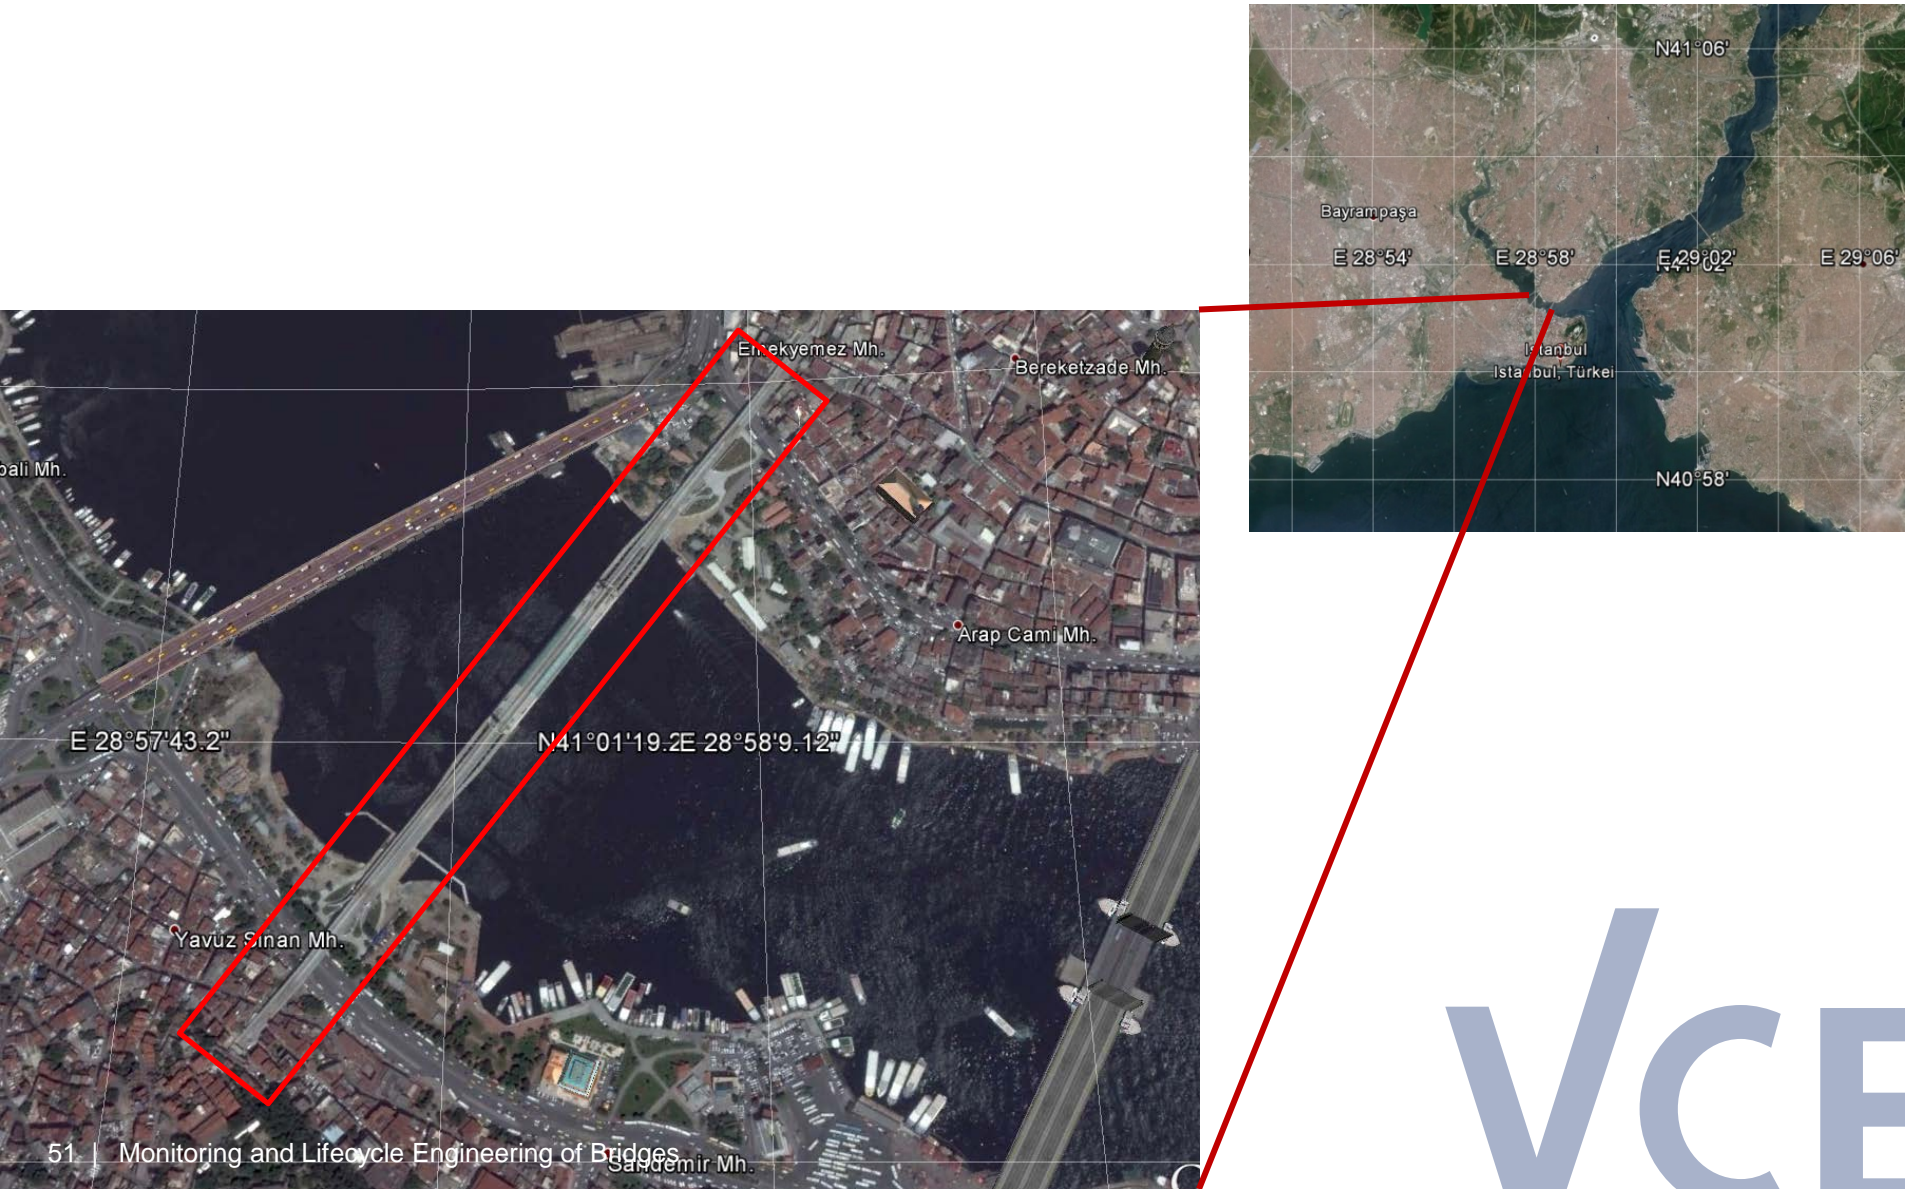 N41°06'
Bayrampaşa
E 28°54'
E 28°58'
E 29°02'
N41°02'
E 29°06'
Istanbul
Istanbul, Türkei
N40°58'
Emekyemez Mh.
Bereketzade Mh.
bali Mh.
Arap Cami Mh.
E 28°57'43.2"
N41°01'19.2
E 28°58'9.12"
Yavuz Sinan Mh.
51 | Monitoring and Lifecycle Engineering of Bridges
Sarıdemir Mh.
VCE